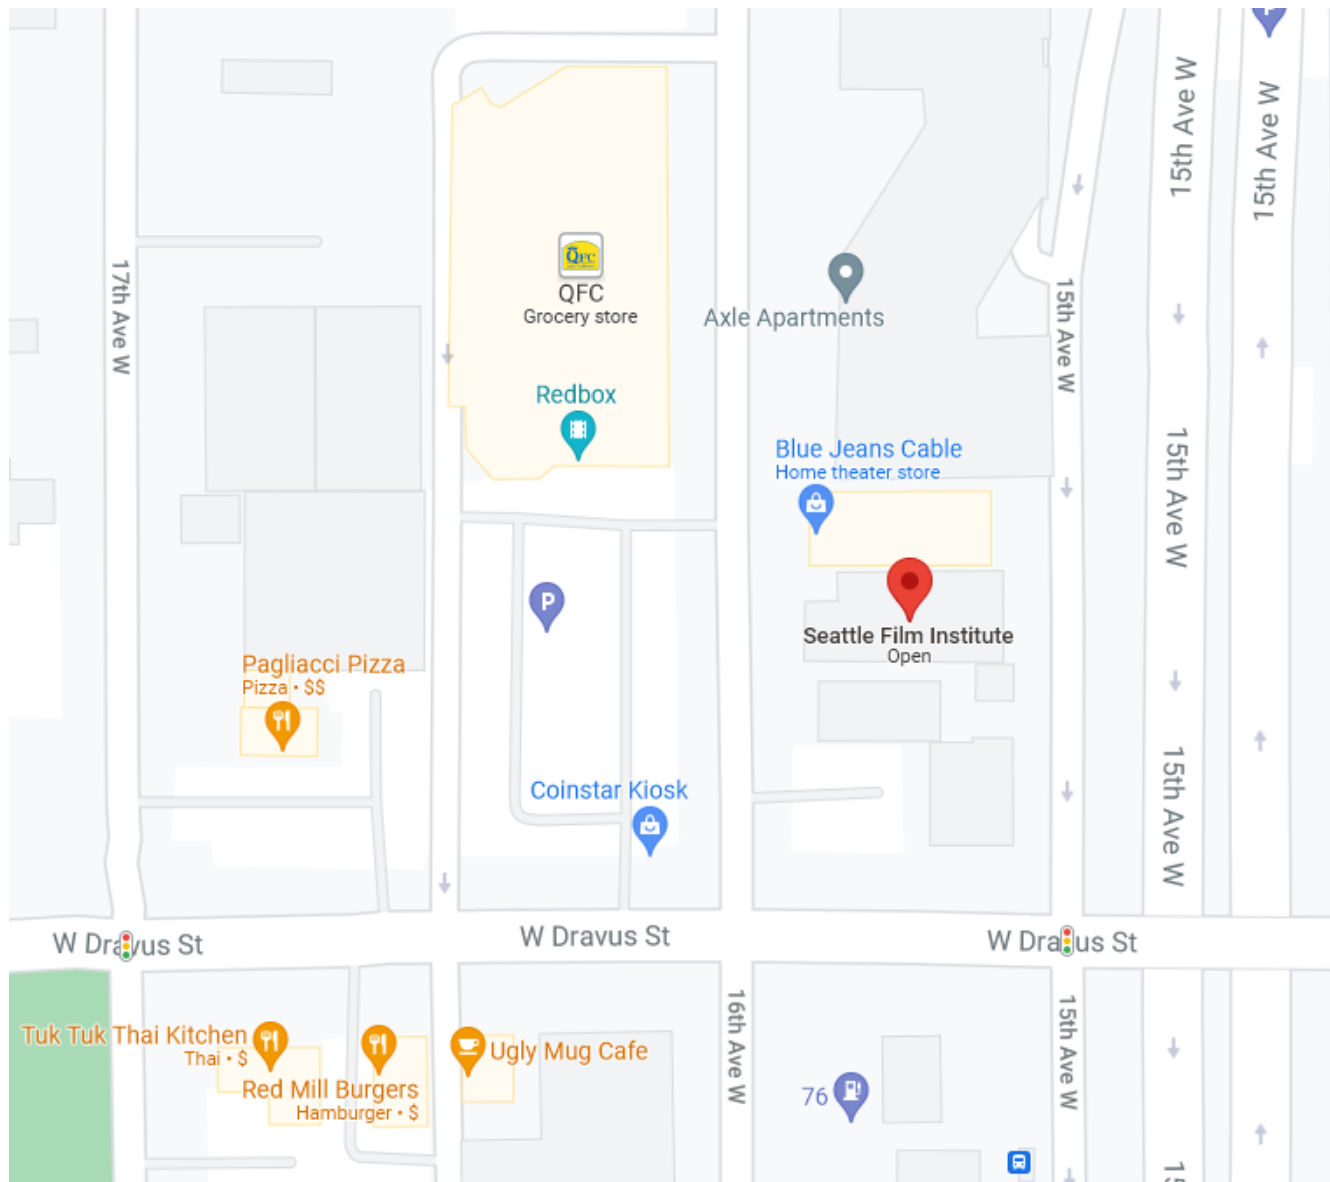 P
15th Ave W
15th Ave W
QFC
QFC
Grocery store
17th Ave W
Axle Apartments
15th Ave W
Redbox
Blue Jeans Cable
Home theater store
15th Ave W
P
Seattle Film Institute
Open
Pagliacci Pizza
Pizza • $$
Coinstar Kiosk
15th Ave W
W Dravus St
W Dravus St
W Dravus St
Tuk Tuk Thai Kitchen
Thai • $
Ugly Mug Cafe
16th Ave W
15th Ave W
Red Mill Burgers
Hamburger • $
76
15